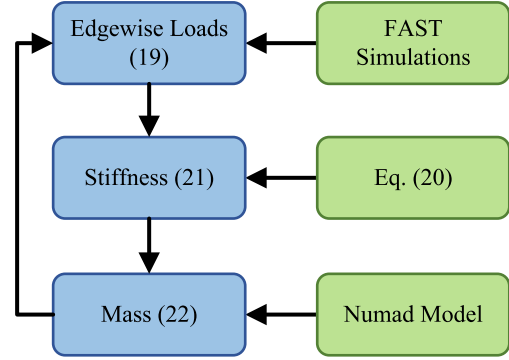 Edgewise Loads
(19)
FAST
Simulations
Stiffness (21)
Eq. (20)
Mass (22)
Numad Model